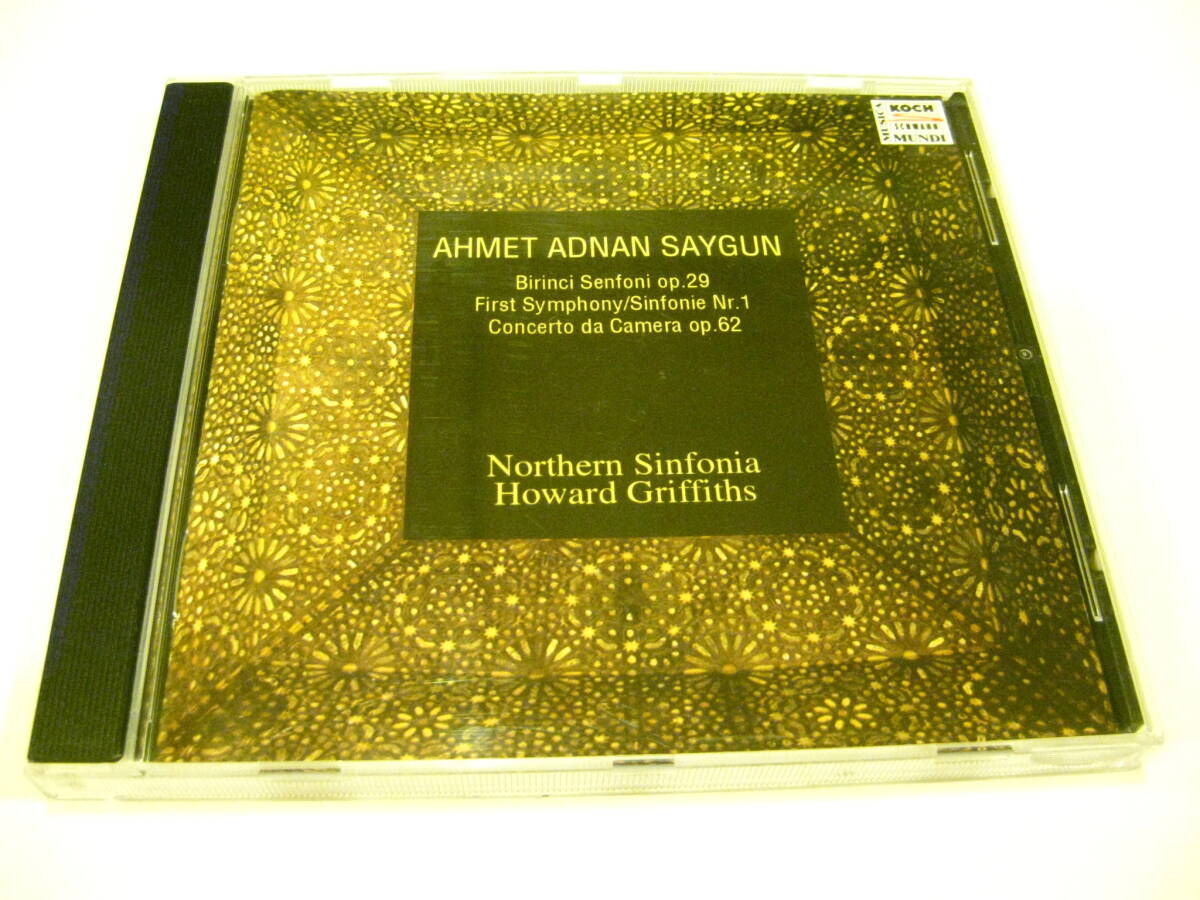 MUSICA
KOCH
SCHWANN
MUNDI
AHMET ADNAN SAYGUN
Birinci Senfoni op.29
First Symphony/Sinfonie Nr.1
Concerto da Camera op.62
Northern Sinfonia
Howard Griffiths